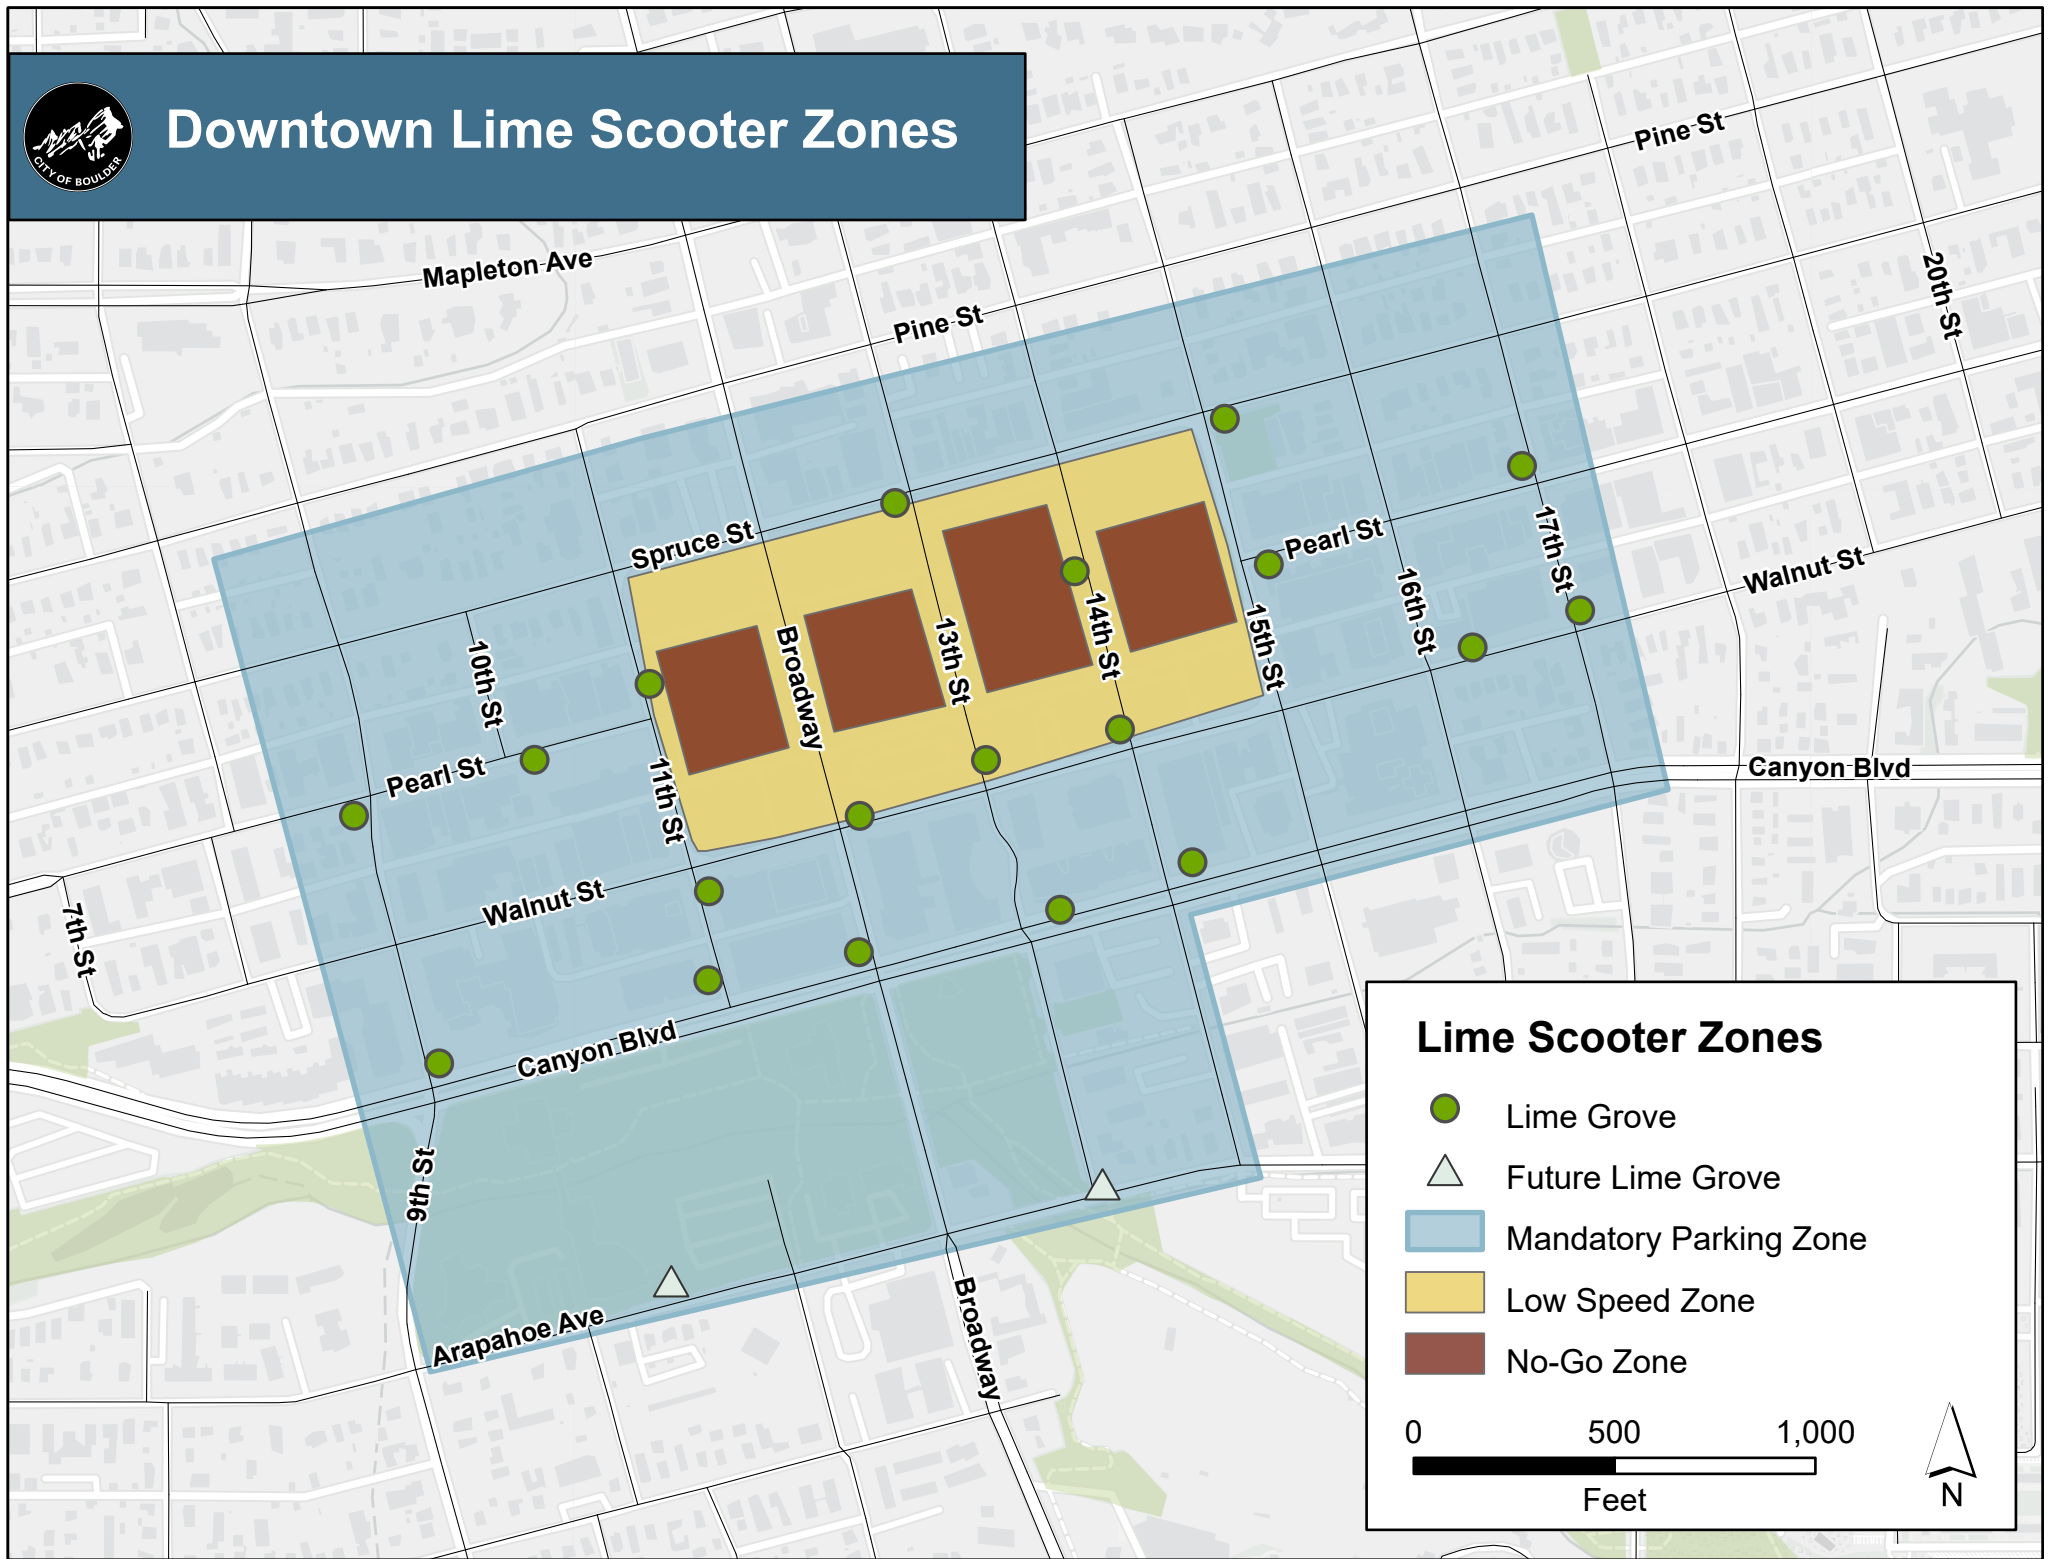 Downtown Lime Scooter Zones
CITY OF BOULDER
Pine St
Mapleton Ave
20th St
Pine St
Spruce St
Pearl St
17th St
Walnut St
16th St
10th St
Broadway
13th St
14th St
15th St
Pearl St
11th St
Canyon Blvd
Walnut St
7th St
Canyon Blvd
9th St
Arapahoe Ave
Broadway
Lime Scooter Zones
Lime Grove
Future Lime Grove
Mandatory Parking Zone
Low Speed Zone
No-Go Zone
0 500 1,000
Feet
N